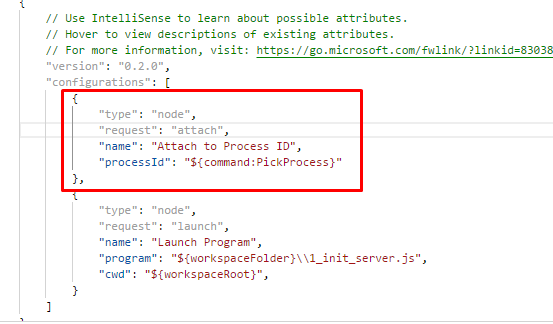 {
// Use IntelliSense to learn about possible attributes.
// Hover to view descriptions of existing attributes.
// For more information, visit: https://go.microsoft.com/fwlink/?linkid=83038
"version": "0.2.0",
"configurations": [
{
"type": "node",
"request": "attach",
"name": "Attach to Process ID",
"processId": "${command:PickProcess}"
},
{
"type": "node",
"request": "launch",
"name": "Launch Program",
"program": "${workspaceFolder}\\1_init_server.js",
"cwd": "${workspaceRoot}",
}
]
}